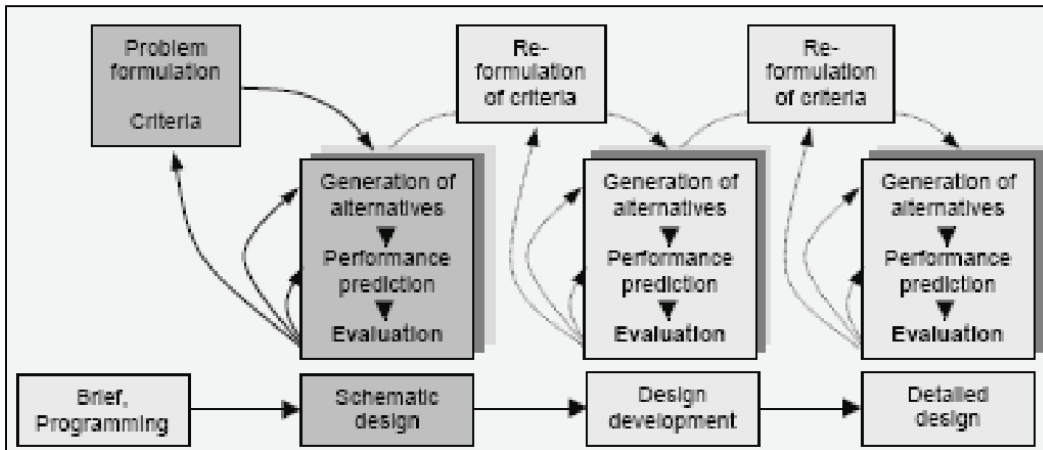 Problem
formulation
Criteria
Re-
formulation
of criteria
Re-
formulation
of criteria
Generation of
alternatives
Performance
prediction
Evaluation
Generation of
alternatives
Performance
prediction
Evaluation
Generation of
alternatives
Performance
prediction
Evaluation
Brief,
Programming
Schematic
design
Design
development
Detailed
design